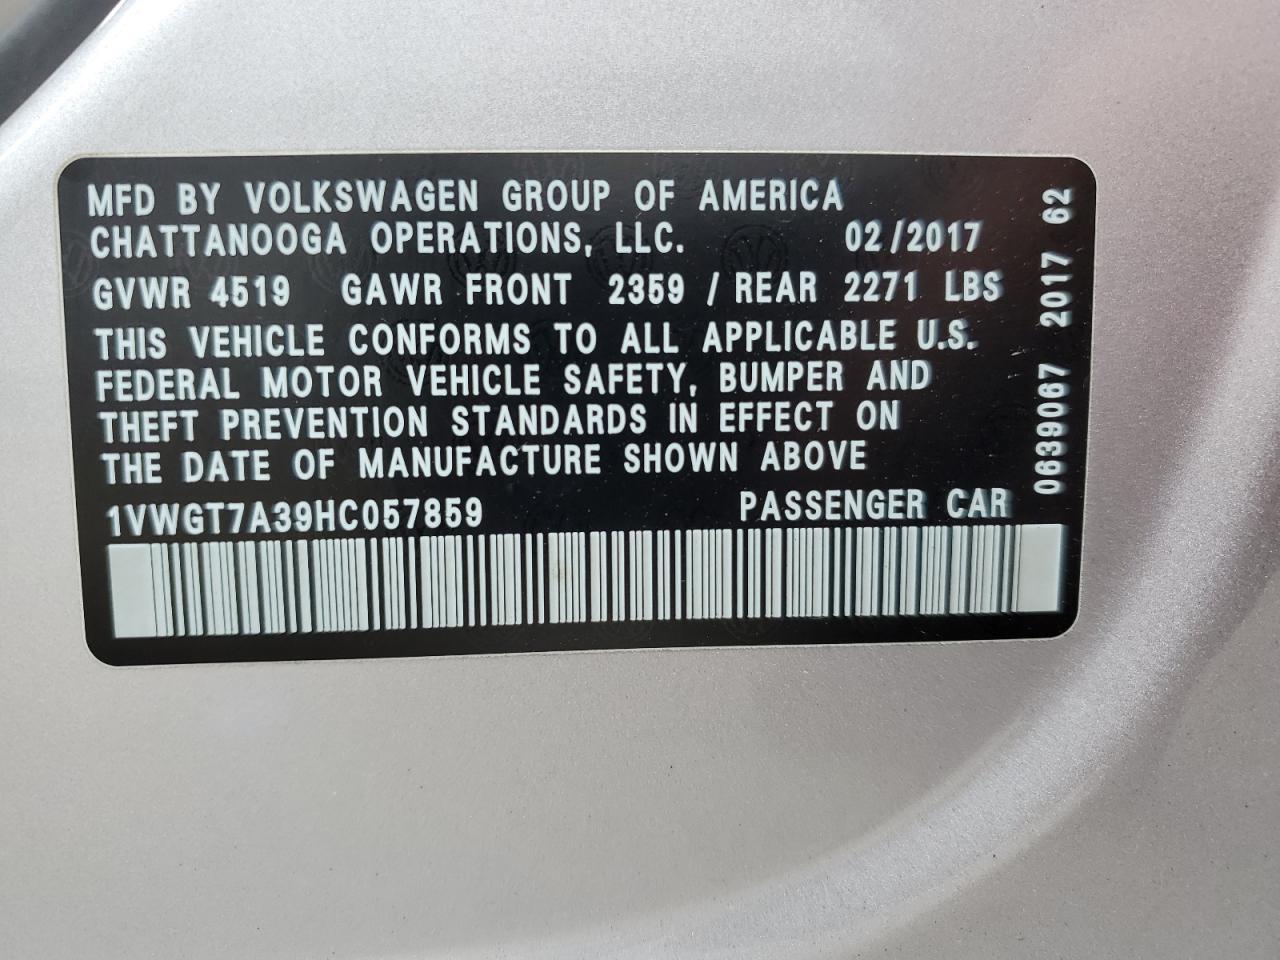 MFD BY VOLKSWAGEN GROUP OF AMERICA
CHATTANOOGA OPERATIONS, LLC. 02/2017
GVWR 4519 GAWR FRONT 2359 / REAR 2271 LBS
THIS VEHICLE CONFORMS TO ALL APPLICABLE U.S.
FEDERAL MOTOR VEHICLE SAFETY, BUMPER AND
THEFT PREVENTION STANDARDS IN EFFECT ON
THE DATE OF MANUFACTURE SHOWN ABOVE
1VWGT7A39HC057859 PASSENGER CAR
0639067 2017 62